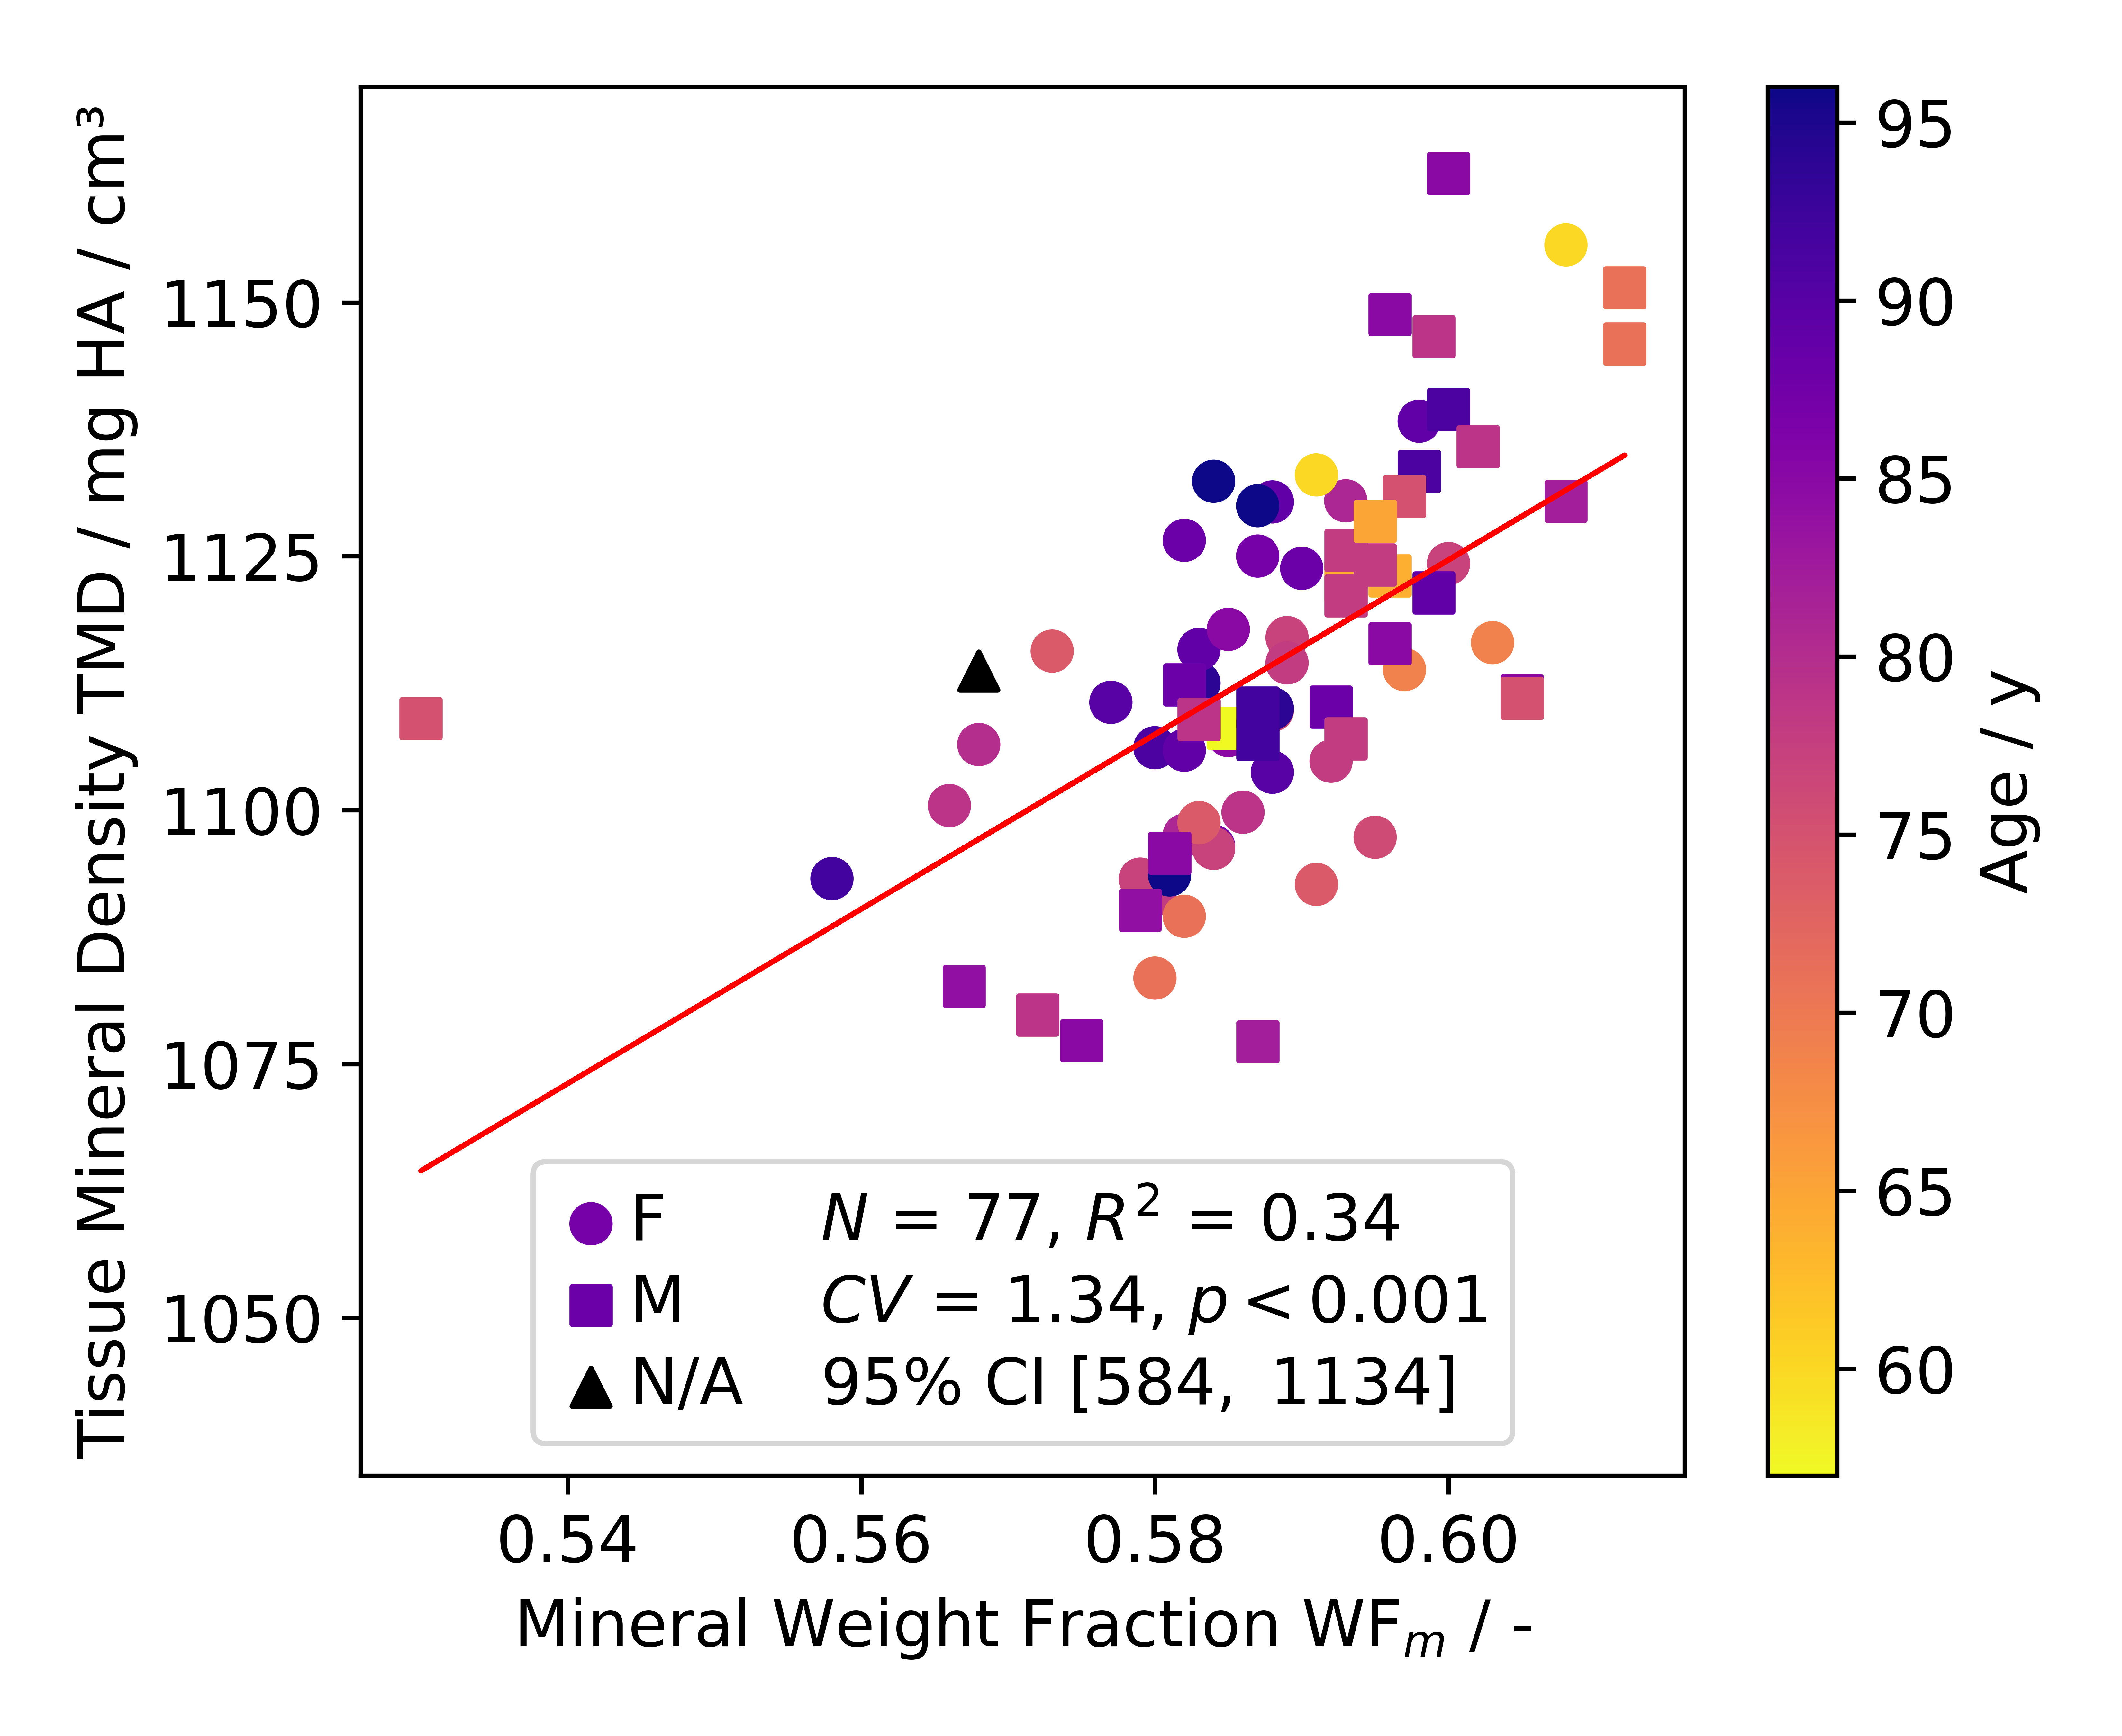 Tissue Mineral Density TMD / mg HA / cm³
1150
1125
1100
1075
1050
0.54 0.56 0.58 0.60
Mineral Weight Fraction WFₘ / -
F N = 77, R² = 0.34
M CV = 1.34, p < 0.001
N/A 95% CI [584, 1134]
95
90
85
80
75
70
65
60
Age / y